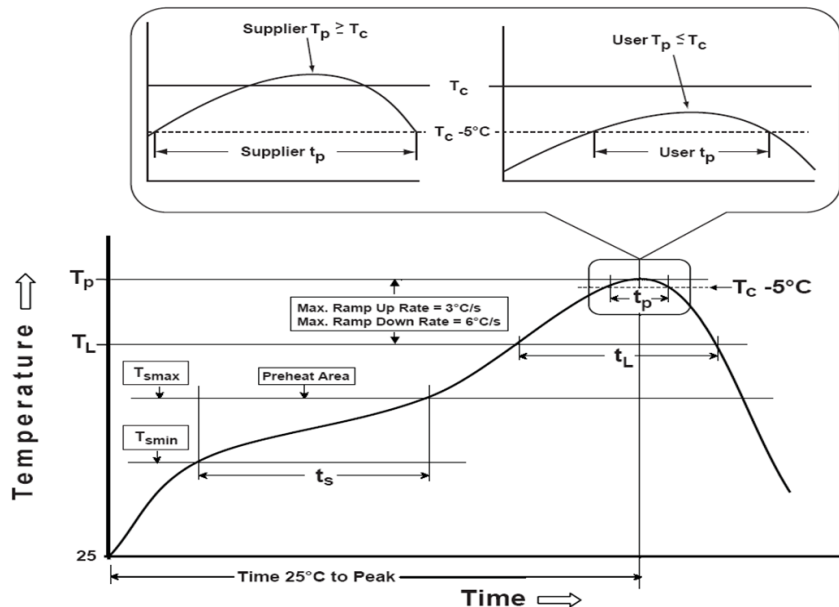 Supplier Tp ≥ Tc
User Tp ≤ Tc
Tc
Tc -5°C
Supplier tp
User tp
Tp
Tc -5°C
tp
Max. Ramp Up Rate = 3°C/s
Max. Ramp Down Rate = 6°C/s
TL
tL
Tsmax
Preheat Area
Tsmin
ts
Temperature
25
Time 25°C to Peak
Time